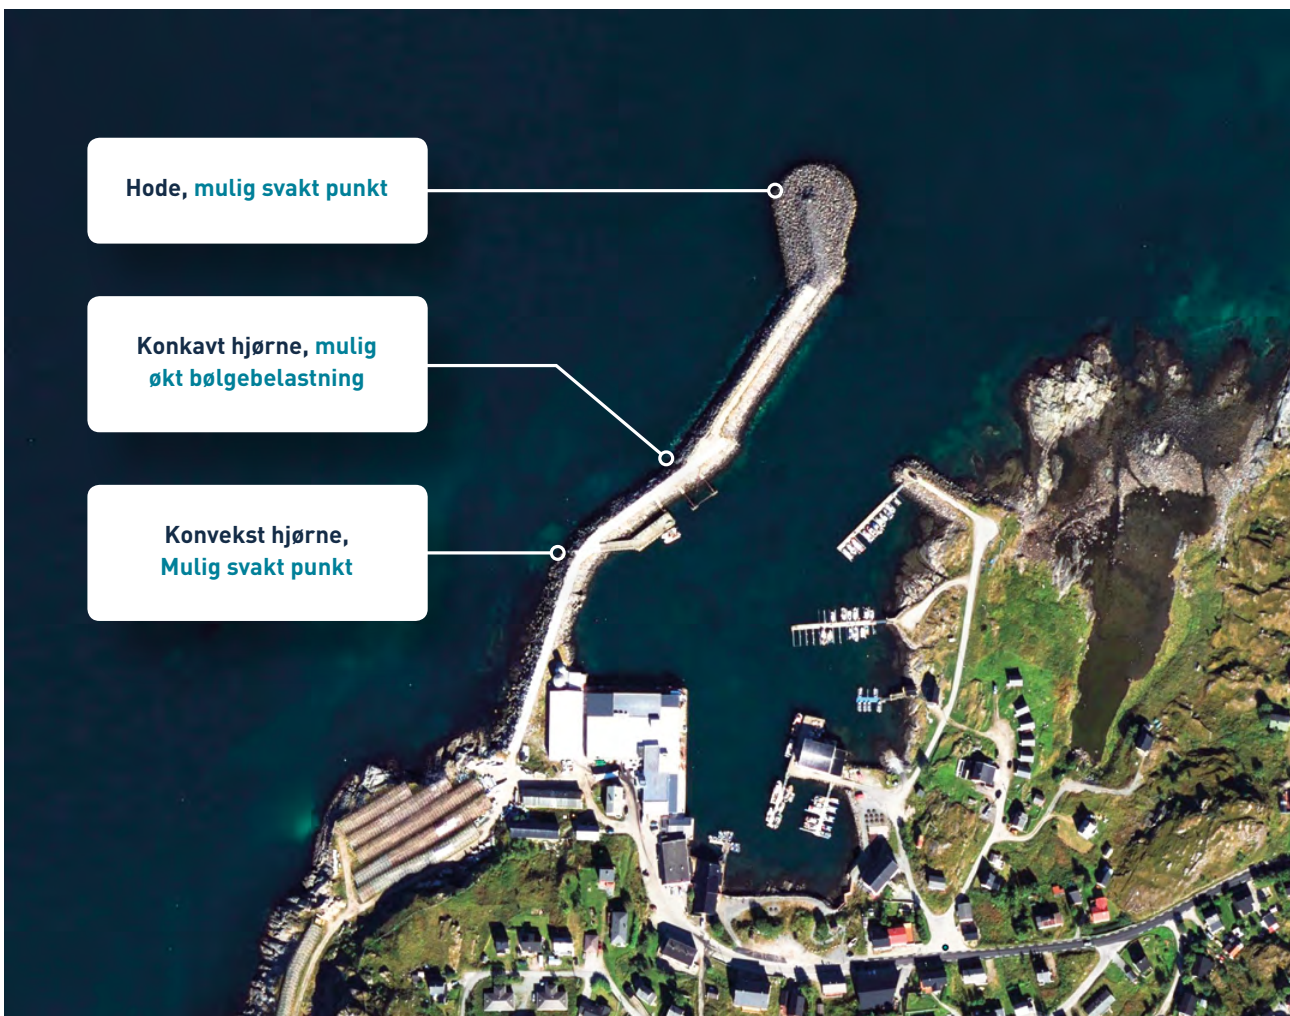 Hode, mulig svakt punkt
Konkavt hjørne, mulig
økt bølgebelastning
Konvekst hjørne,
Mulig svakt punkt